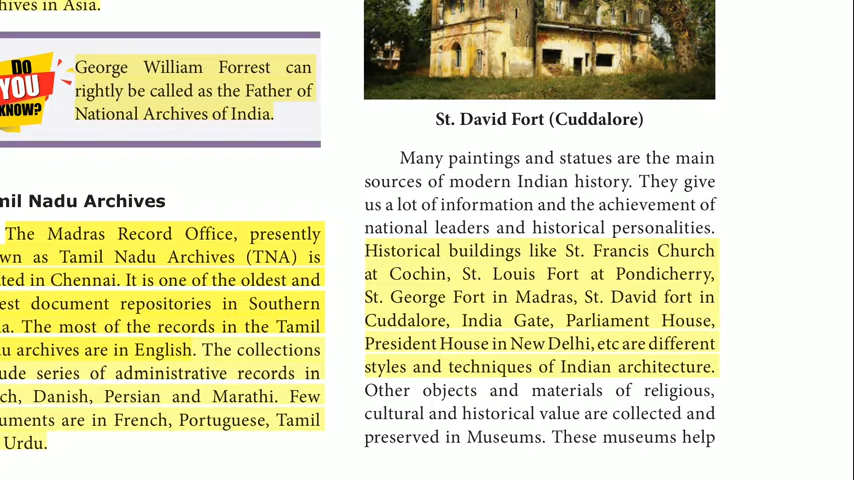 hives in Asia.
DO
YOU
KNOW?
George William Forrest can
rightly be called as the Father of
National Archives of India.
mil Nadu Archives
The Madras Record Office, presently
wn as Tamil Nadu Archives (TNA) is
ted in Chennai. It is one of the oldest and
est document repositories in Southern
a. The most of the records in the Tamil
u archives are in English. The collections
ude series of administrative records in
ch, Danish, Persian and Marathi. Few
uments are in French, Portuguese, Tamil
Urdu.
St. David Fort (Cuddalore)
Many paintings and statues are the main
sources of modern Indian history. They give
us a lot of information and the achievement of
national leaders and historical personalities.
Historical buildings like St. Francis Church
at Cochin, St. Louis Fort at Pondicherry,
St. George Fort in Madras, St. David fort in
Cuddalore, India Gate, Parliament House,
President House in New Delhi, etc are different
styles and techniques of Indian architecture.
Other objects and materials of religious,
cultural and historical value are collected and
preserved in Museums. These museums help